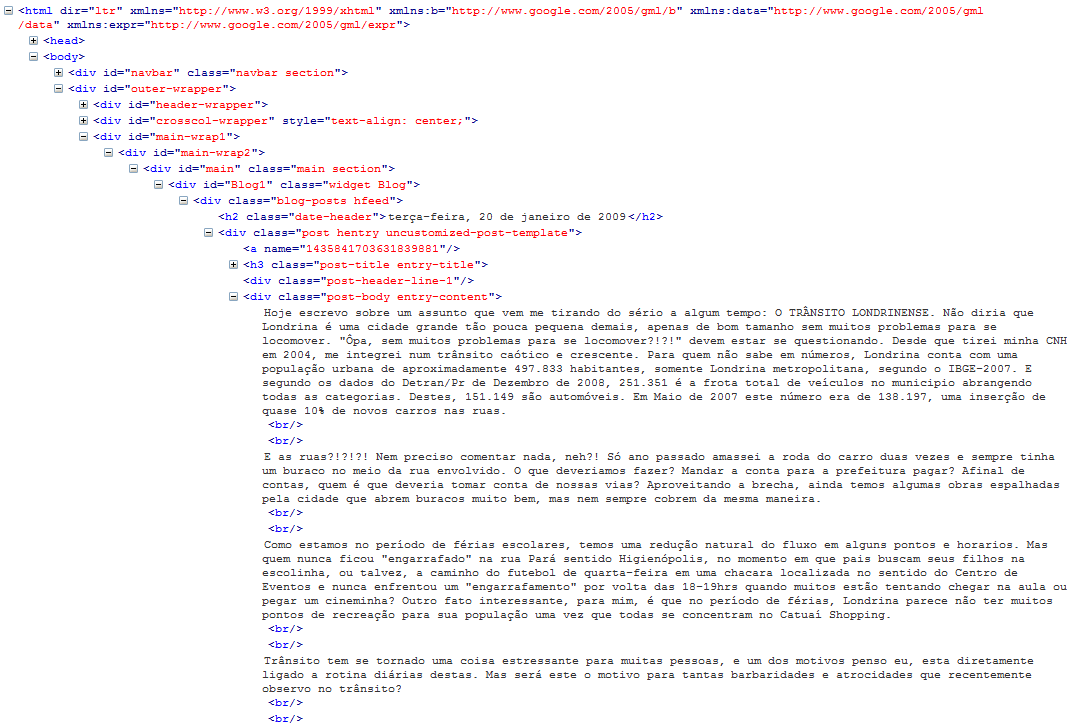 <html dir="ltr" xmlns="http://www.w3.org/1999/xhtml" xmlns:b="http://www.google.com/2005/gml/b" xmlns:data="http://www.google.com/2005/gml
/data" xmlns:expr="http://www.google.com/2005/gml/expr">
<head>
<body>
<div id="navbar" class="navbar section">
<div id="outer-wrapper">
<div id="header-wrapper">
<div id="crosscol-wrapper" style="text-align: center;">
<div id="main-wrap1">
<div id="main-wrap2">
<div id="main" class="main section">
<div id="Blog1" class="widget Blog">
<div class="blog-posts hfeed">
<h2 class="date-header">terça-feira, 20 de janeiro de 2009</h2>
<div class="post hentry uncustomized-post-template">
<a name="1435841703631839881"/>
<h3 class="post-title entry-title">
<div class="post-header-line-1"/>
<div class="post-body entry-content">
Hoje escrevo sobre um assunto que vem me tirando do sério a algum tempo: O TRÂNSITO LONDRINENSE. Não diria que
Londrina é uma cidade grande tão pouca pequena demais, apenas de bom tamanho sem muitos problemas para se
locomover. "Ôpa, sem muitos problemas para se locomover?!?!" devem estar se questionando. Desde que tirei minha CNH
em 2004, me integrei num trânsito caótico e crescente. Para quem não sabe em números, Londrina conta com uma
população urbana de aproximadamente 497.833 habitantes, somente Londrina metropolitana, segundo o IBGE-2007. E
segundo os dados do Detran/Pr de Dezembro de 2008, 251.351 é a frota total de veículos no municipio abrangendo
todas as categorias. Destes, 151.149 são automóveis. Em Maio de 2007 este número era de 138.197, uma inserção de
quase 10% de novos carros nas ruas.
<br/>
<br/>
E as ruas?!?!?! Nem preciso comentar nada, neh?! Só ano passado amassei a roda do carro duas vezes e sempre tinha
um buraco no meio da rua envolvido. O que deveriamos fazer? Mandar a conta para a prefeitura pagar? Afinal de
contas, quem é que deveria tomar conta de nossas vias? Aproveitando a brecha, ainda temos algumas obras espalhadas
pela cidade que abrem buracos muito bem, mas nem sempre cobrem da mesma maneira.
<br/>
<br/>
Como estamos no período de férias escolares, temos uma redução natural do fluxo em alguns pontos e horarios. Mas
quem nunca ficou "engarrafado" na rua Pará sentido Higienópolis, no momento em que pais buscam seus filhos na
escolinha, ou talvez, a caminho do futebol de quarta-feira em uma chacara localizada no sentido do Centro de
Eventos e nunca enfrentou um "engarrafamento" por volta das 18-19hrs quando muitos estão tentando chegar na aula ou
pegar um cineminha? Outro fato interessante, para mim, é que no período de férias, Londrina parece não ter muitos
pontos de recreação para sua população uma vez que todas se concentram no Catuaí Shopping.
<br/>
<br/>
Trânsito tem se tornado uma coisa estressante para muitas pessoas, e um dos motivos penso eu, esta diretamente
ligado a rotina diárias destas. Mas será este o motivo para tantas barbaridades e atrocidades que recentemente
observo no trânsito?
<br/>
<br/>